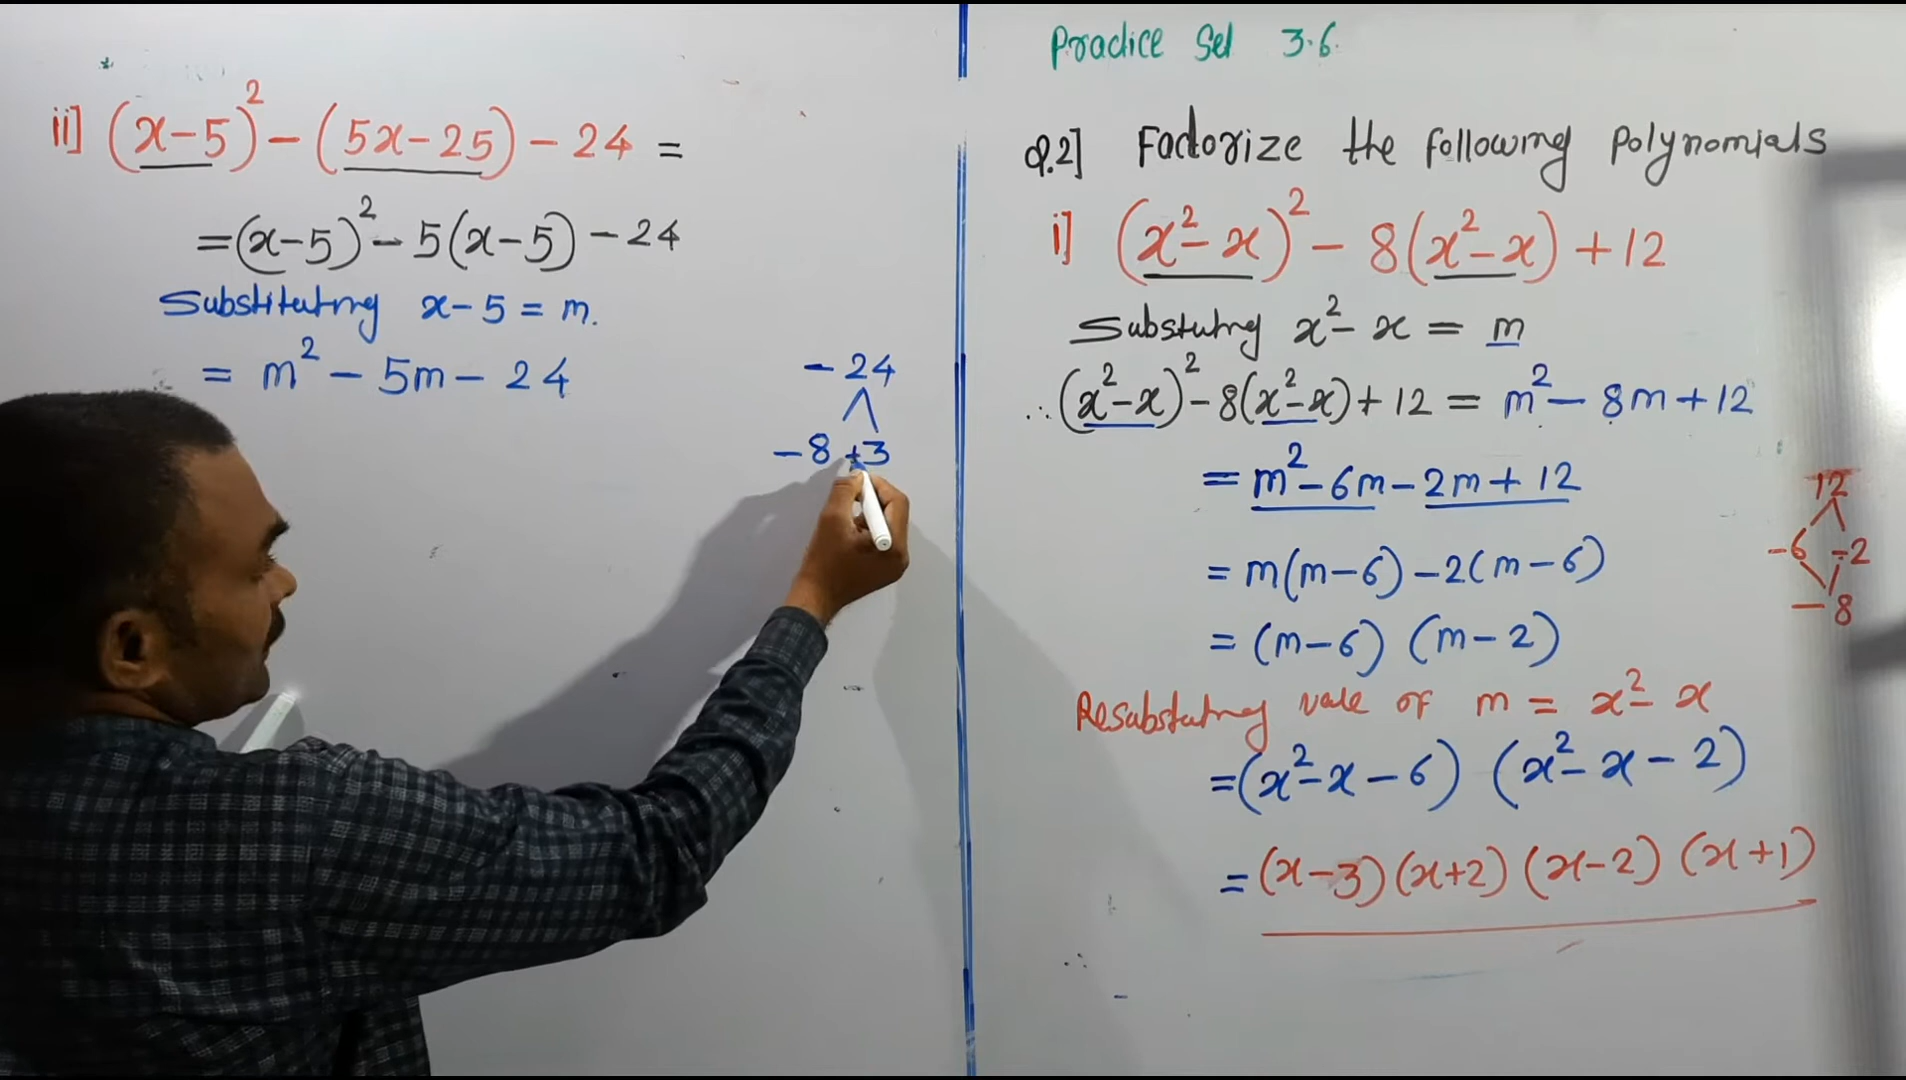 ii] (x-5)² - (5x-25) - 24 =
= (x-5)² - 5(x-5) - 24
Substituting x-5 = m.
= m² - 5m - 24
-24
-8 +3
Practice Set 3.6
Q.2] Factorize the following polynomials
i] (x²-x)² - 8(x²-x) + 12
Substutng x²-x = m
∴ (x²-x)² - 8(x²-x) + 12 = m² - 8m + 12
= m² - 6m - 2m + 12
= m(m-6) - 2(m-6)
= (m-6) (m-2)
12
-6 -2
-8
Resubstutng vale of m = x²-x
= (x²-x-6) (x²-x-2)
= (x-3) (x+2) (x-2) (x+1)